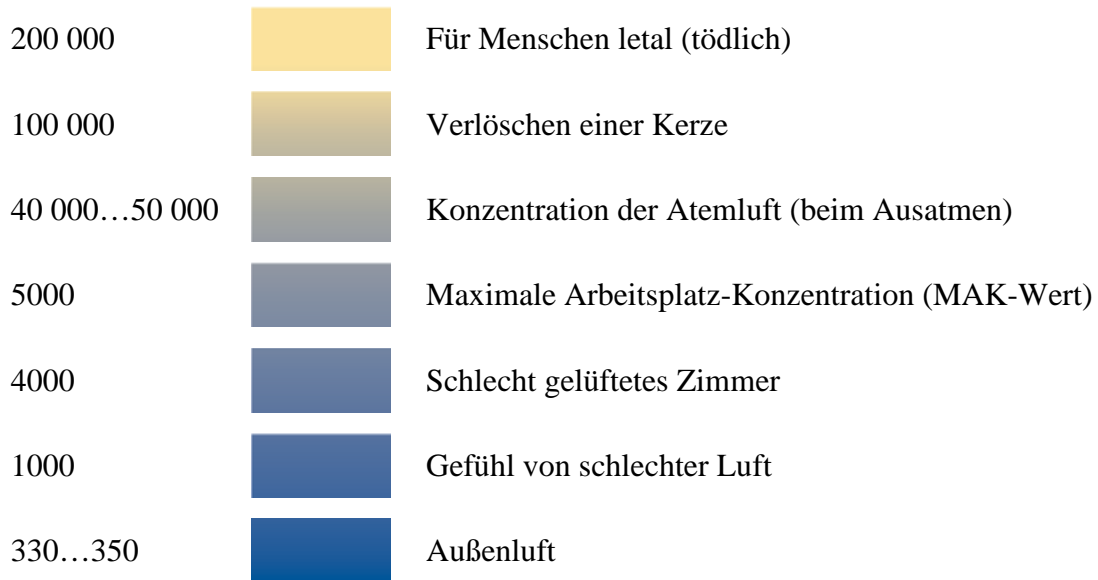 200 000 Für Menschen letal (tödlich)
100 000 Verlöschen einer Kerze
40 000…50 000 Konzentration der Atemluft (beim Ausatmen)
5000 Maximale Arbeitsplatz-Konzentration (MAK-Wert)
4000 Schlecht gelüftetes Zimmer
1000 Gefühl von schlechter Luft
330…350 Außenluft